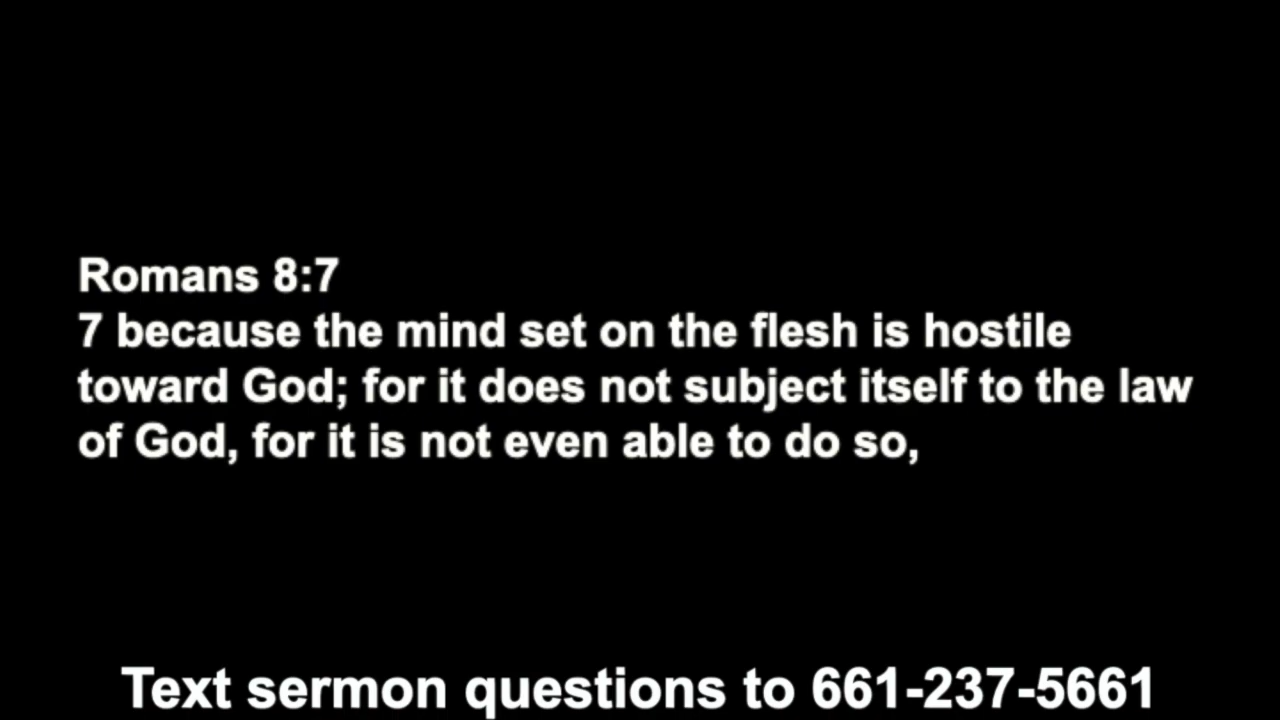 Romans 8:7
7 because the mind set on the flesh is hostile
toward God; for it does not subject itself to the law
of God, for it is not even able to do so,
Text sermon questions to 661-237-5661